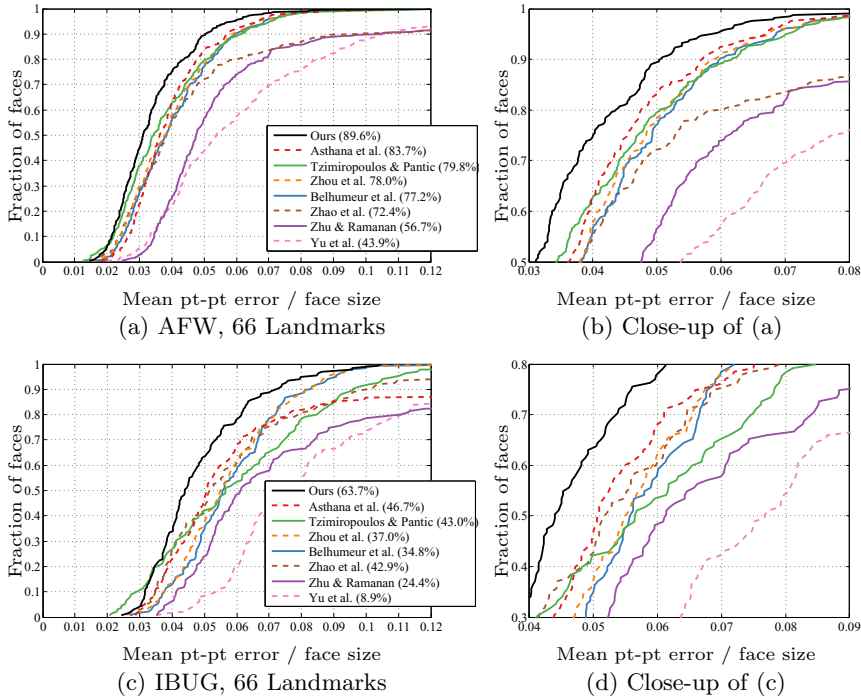 Fraction of faces
1
0.9
0.8
0.7
0.6
0.5
0.4
0.3
0.2
0.1
0
0 0.01 0.02 0.03 0.04 0.05 0.06 0.07 0.08 0.09 0.1 0.11 0.12
Ours (89.6%)
Asthana et al. (83.7%)
Tzimiropoulos & Pantic (79.8%)
Zhou et al. 78.0%)
Belhumeur et al. (77.2%)
Zhao et al. (72.4%)
Zhu & Ramanan (56.7%)
Yu et al. (43.9%)
Mean pt-pt error / face size
(a) AFW, 66 Landmarks
Fraction of faces
1
0.9
0.8
0.7
0.6
0.5
0.03 0.04 0.05 0.06 0.07 0.08
Mean pt-pt error / face size
(b) Close-up of (a)
Fraction of faces
1
0.9
0.8
0.7
0.6
0.5
0.4
0.3
0.2
0.1
0
0 0.01 0.02 0.03 0.04 0.05 0.06 0.07 0.08 0.09 0.1 0.11 0.12
Ours (63.7%)
Asthana et al. (46.7%)
Tzimiropoulos & Pantic (43.0%)
Zhou et al. (37.0%)
Belhumeur et al. (34.8%)
Zhao et al. (42.9%)
Zhu & Ramanan (24.4%)
Yu et al. (8.9%)
Mean pt-pt error / face size
(c) IBUG, 66 Landmarks
Fraction of faces
0.8
0.7
0.6
0.5
0.4
0.3
0.04 0.05 0.06 0.07 0.08 0.09
Mean pt-pt error / face size
(d) Close-up of (c)